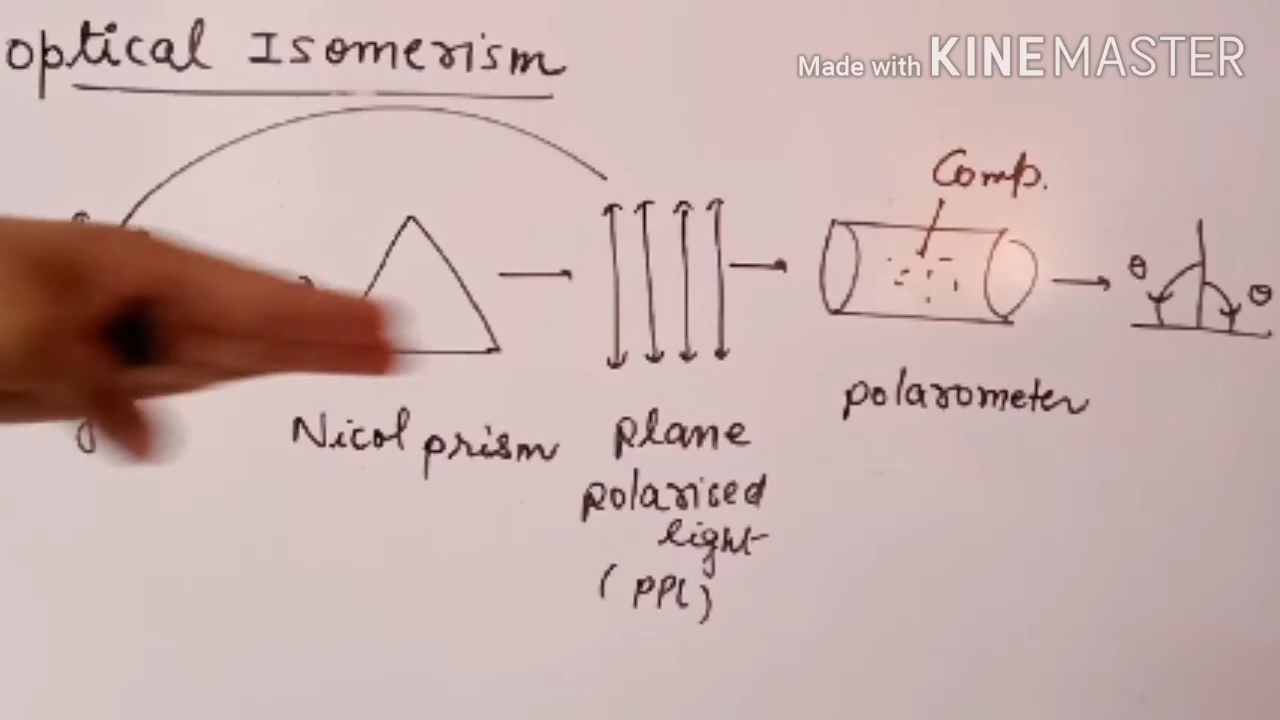 optical Isomerism
Made with KINEMASTER
Comp.
θ
θ
polarometer
Nicol prism
plane
polarised
light
(PPL)